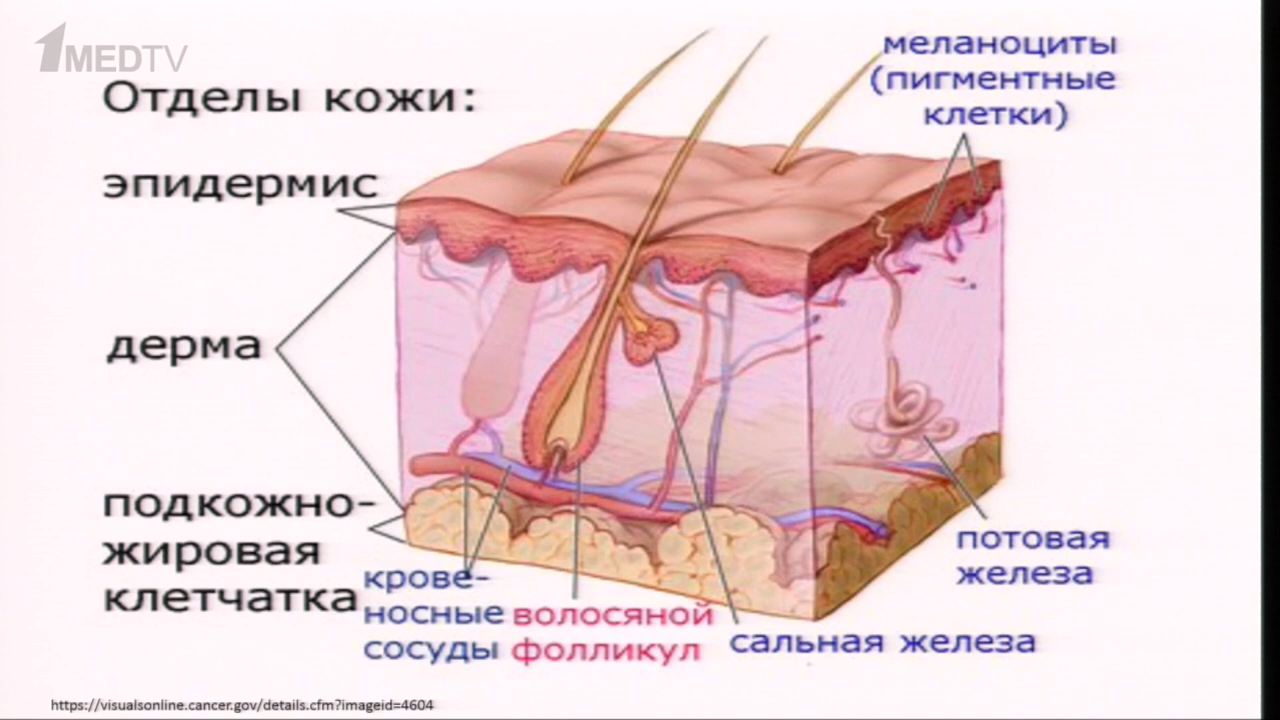 1MEDTV
Отделы кожи:
эпидермис
дерма
подкожно-
жировая
клетчатка
меланоциты
(пигментные
клетки)
крове-
носные
сосуды
волосяной
фолликул
сальная железа
потовая
железа
https://visualsonline.cancer.gov/details.cfm?imageid=4604